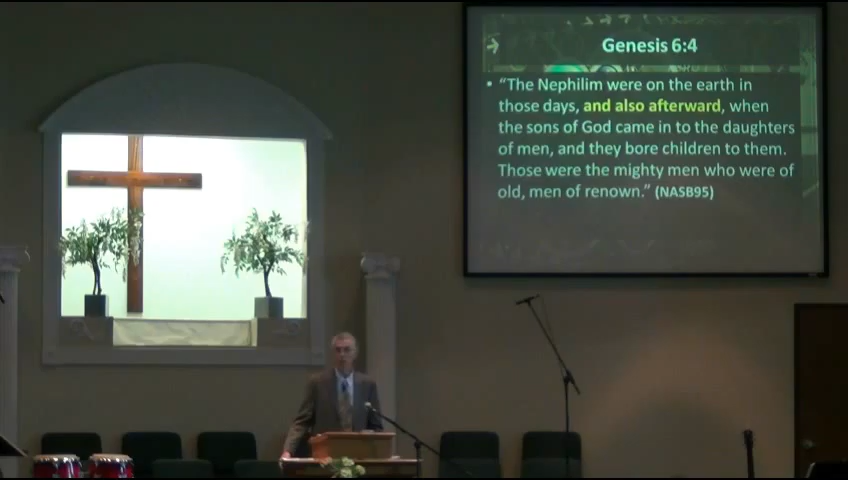 Genesis 6:4
• “The Nephilim were on the earth in
those days, and also afterward, when
the sons of God came in to the daughters
of men, and they bore children to them.
Those were the mighty men who were of
old, men of renown.” (NASB95)